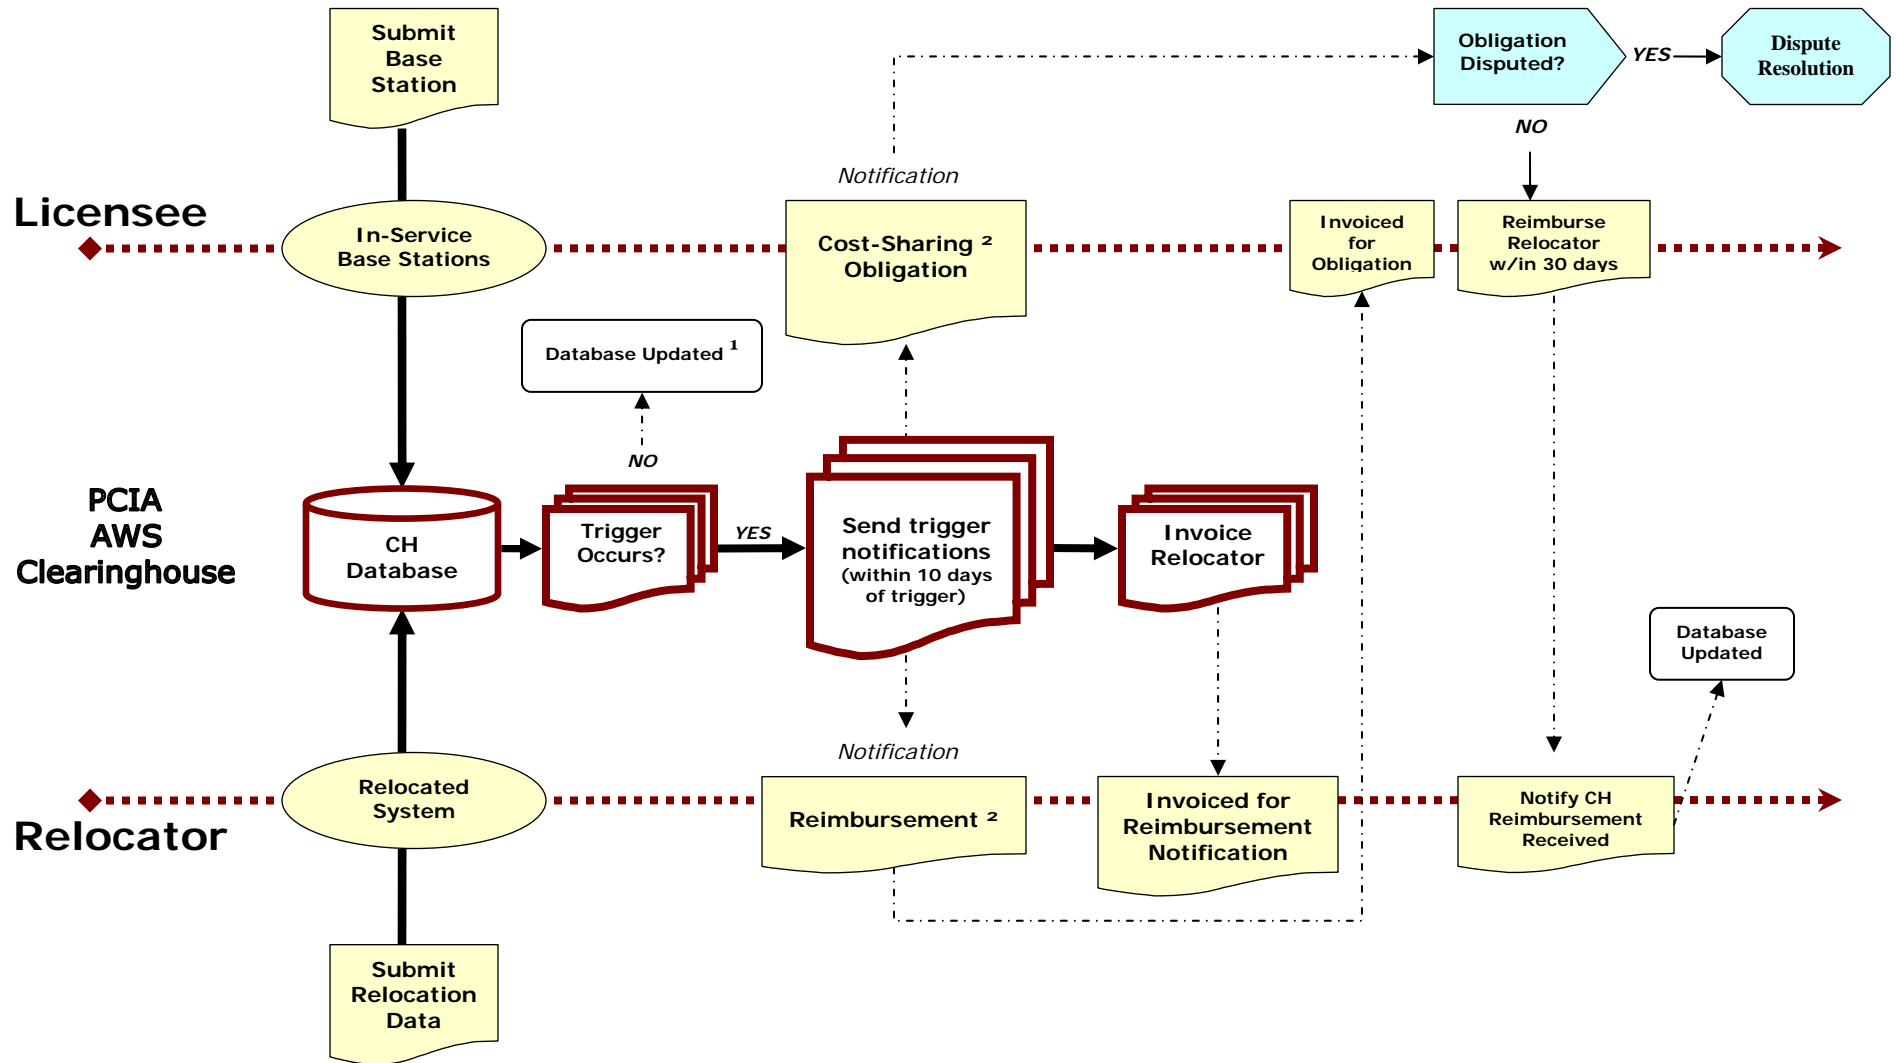 Submit
Base
Station
Obligation
Disputed?
YES
Dispute
Resolution
NO
Notification
Licensee
In-Service
Base Stations
Cost-Sharing ²
Obligation
Invoiced
for
Obligation
Reimburse
Relocator
w/in 30 days
Database Updated ¹
NO
PCIA
AWS
Clearinghouse
CH
Database
Trigger
Occurs?
YES
Send trigger
notifications
(within 10 days
of trigger)
Invoice
Relocator
Database
Updated
Notification
Relocator
Relocated
System
Reimbursement ²
Invoiced for
Reimbursement
Notification
Notify CH
Reimbursement
Received
Submit
Relocation
Data